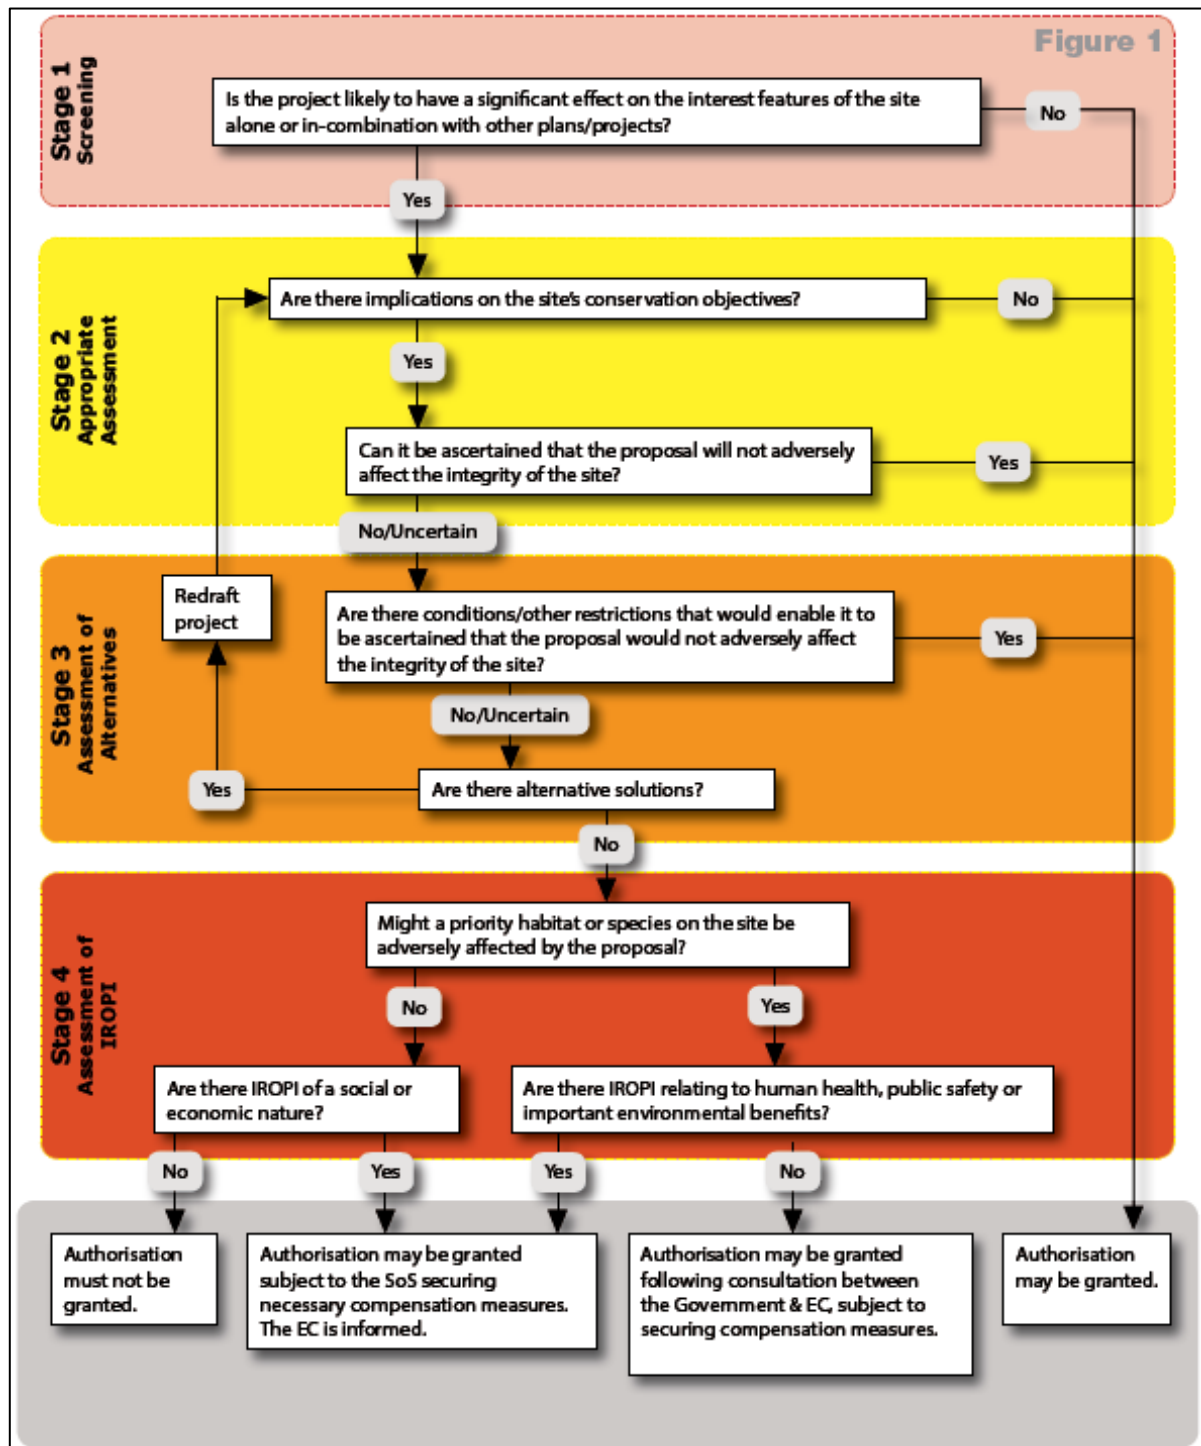 Figure 1
Stage 1
Screening
Is the project likely to have a significant effect on the interest features of the site
alone or in-combination with other plans/projects?
No
Yes
Stage 2
Appropriate
Assessment
Are there implications on the site's conservation objectives?
No
Yes
Can it be ascertained that the proposal will not adversely
affect the integrity of the site?
Yes
No/Uncertain
Stage 3
Assessment of
Alternatives
Redraft
project
Are there conditions/other restrictions that would enable it to
be ascertained that the proposal would not adversely affect
the integrity of the site?
Yes
No/Uncertain
Are there alternative solutions?
Yes
No
Stage 4
Assessment of
IROPI
Might a priority habitat or species on the site be
adversely affected by the proposal?
No
Yes
Are there IROPI of a social or
economic nature?
Are there IROPI relating to human health, public safety or
important environmental benefits?
No
Yes
Yes
No
Authorisation
must not be
granted.
Authorisation may be granted
subject to the SoS securing
necessary compensation measures.
The EC is informed.
Authorisation may be granted
following consultation between
the Government & EC, subject to
securing compensation measures.
Authorisation
may be granted.